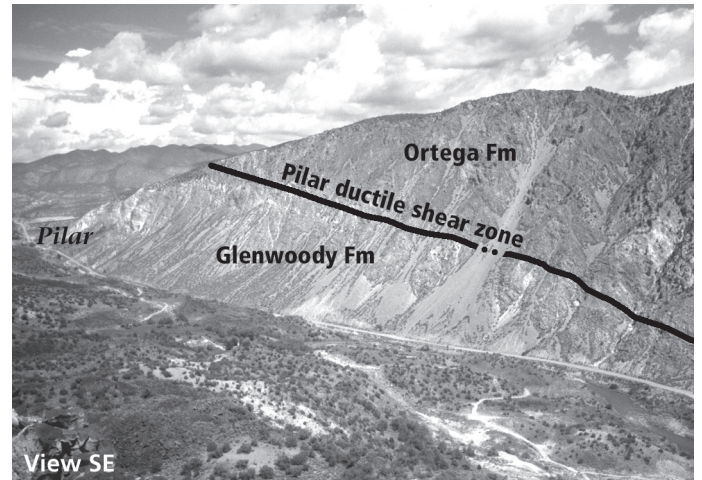 Ortega Fm
Pilar ductile shear zone
Pilar
Glenwoody Fm
View SE